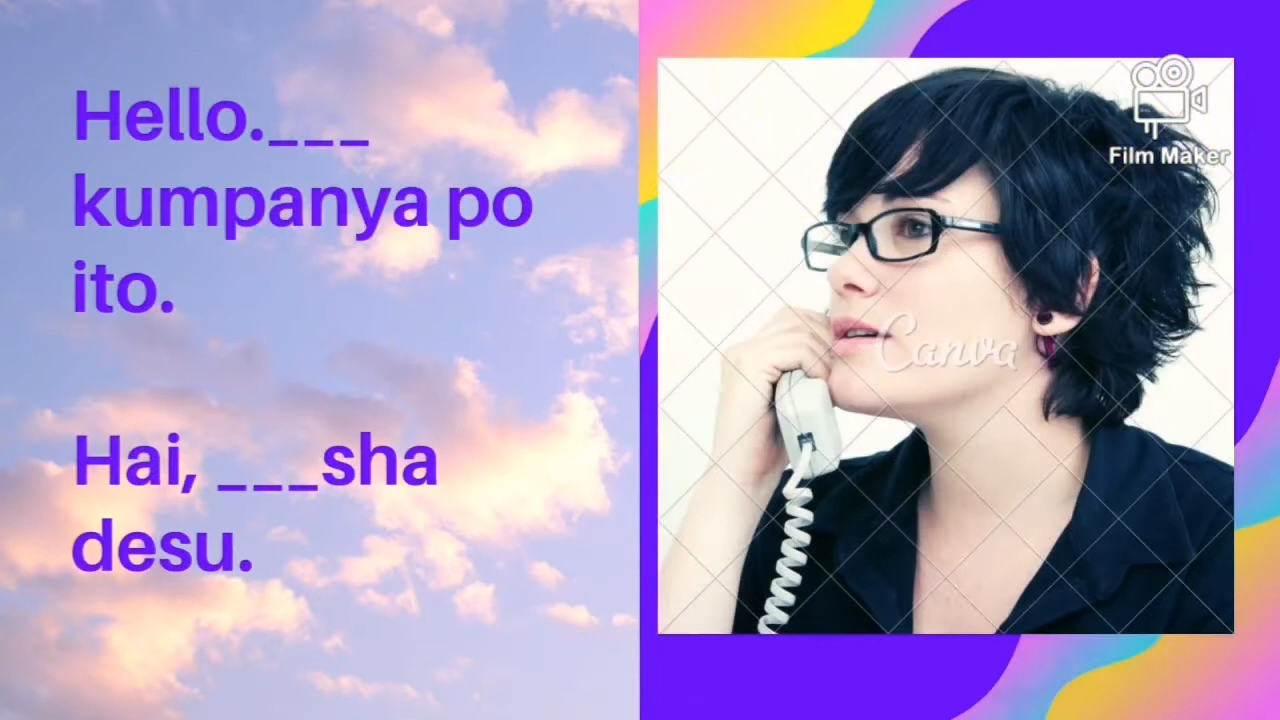 Hello.___
kumpanya po
ito.
Hai, ___sha
desu.
Film Maker
Canva